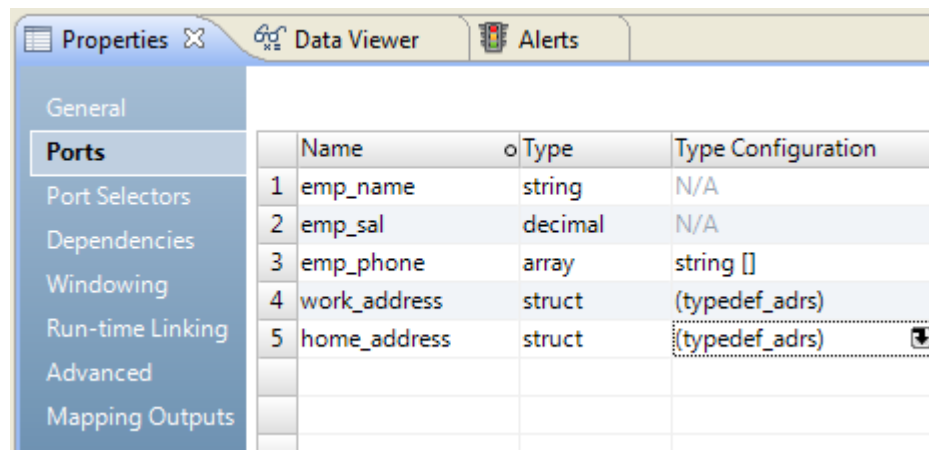 Properties Data Viewer Alerts
General
Ports
Port Selectors
Dependencies
Windowing
Run-time Linking
Advanced
Mapping Outputs
Name Type Type Configuration
1 emp_name string N/A
2 emp_sal decimal N/A
3 emp_phone array string []
4 work_address struct (typedef_adrs)
5 home_address struct (typedef_adrs)